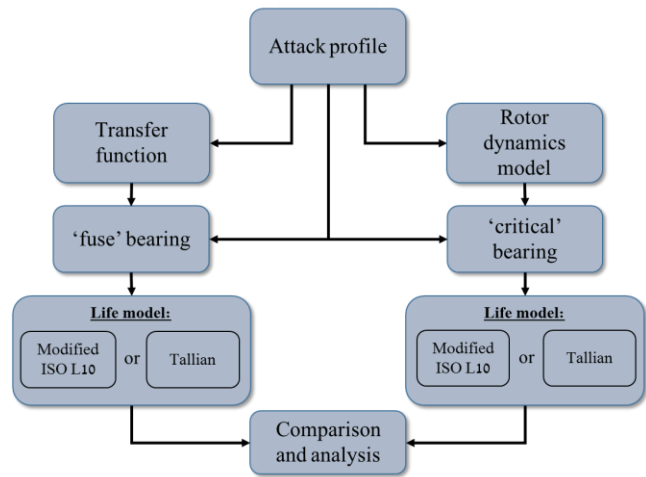 Attack profile
Transfer
function
Rotor
dynamics
model
‘fuse’ bearing
‘critical’
bearing
Life model:
Modified
ISO L10
or
Tallian
Life model:
Modified
ISO L10
or
Tallian
Comparison
and analysis